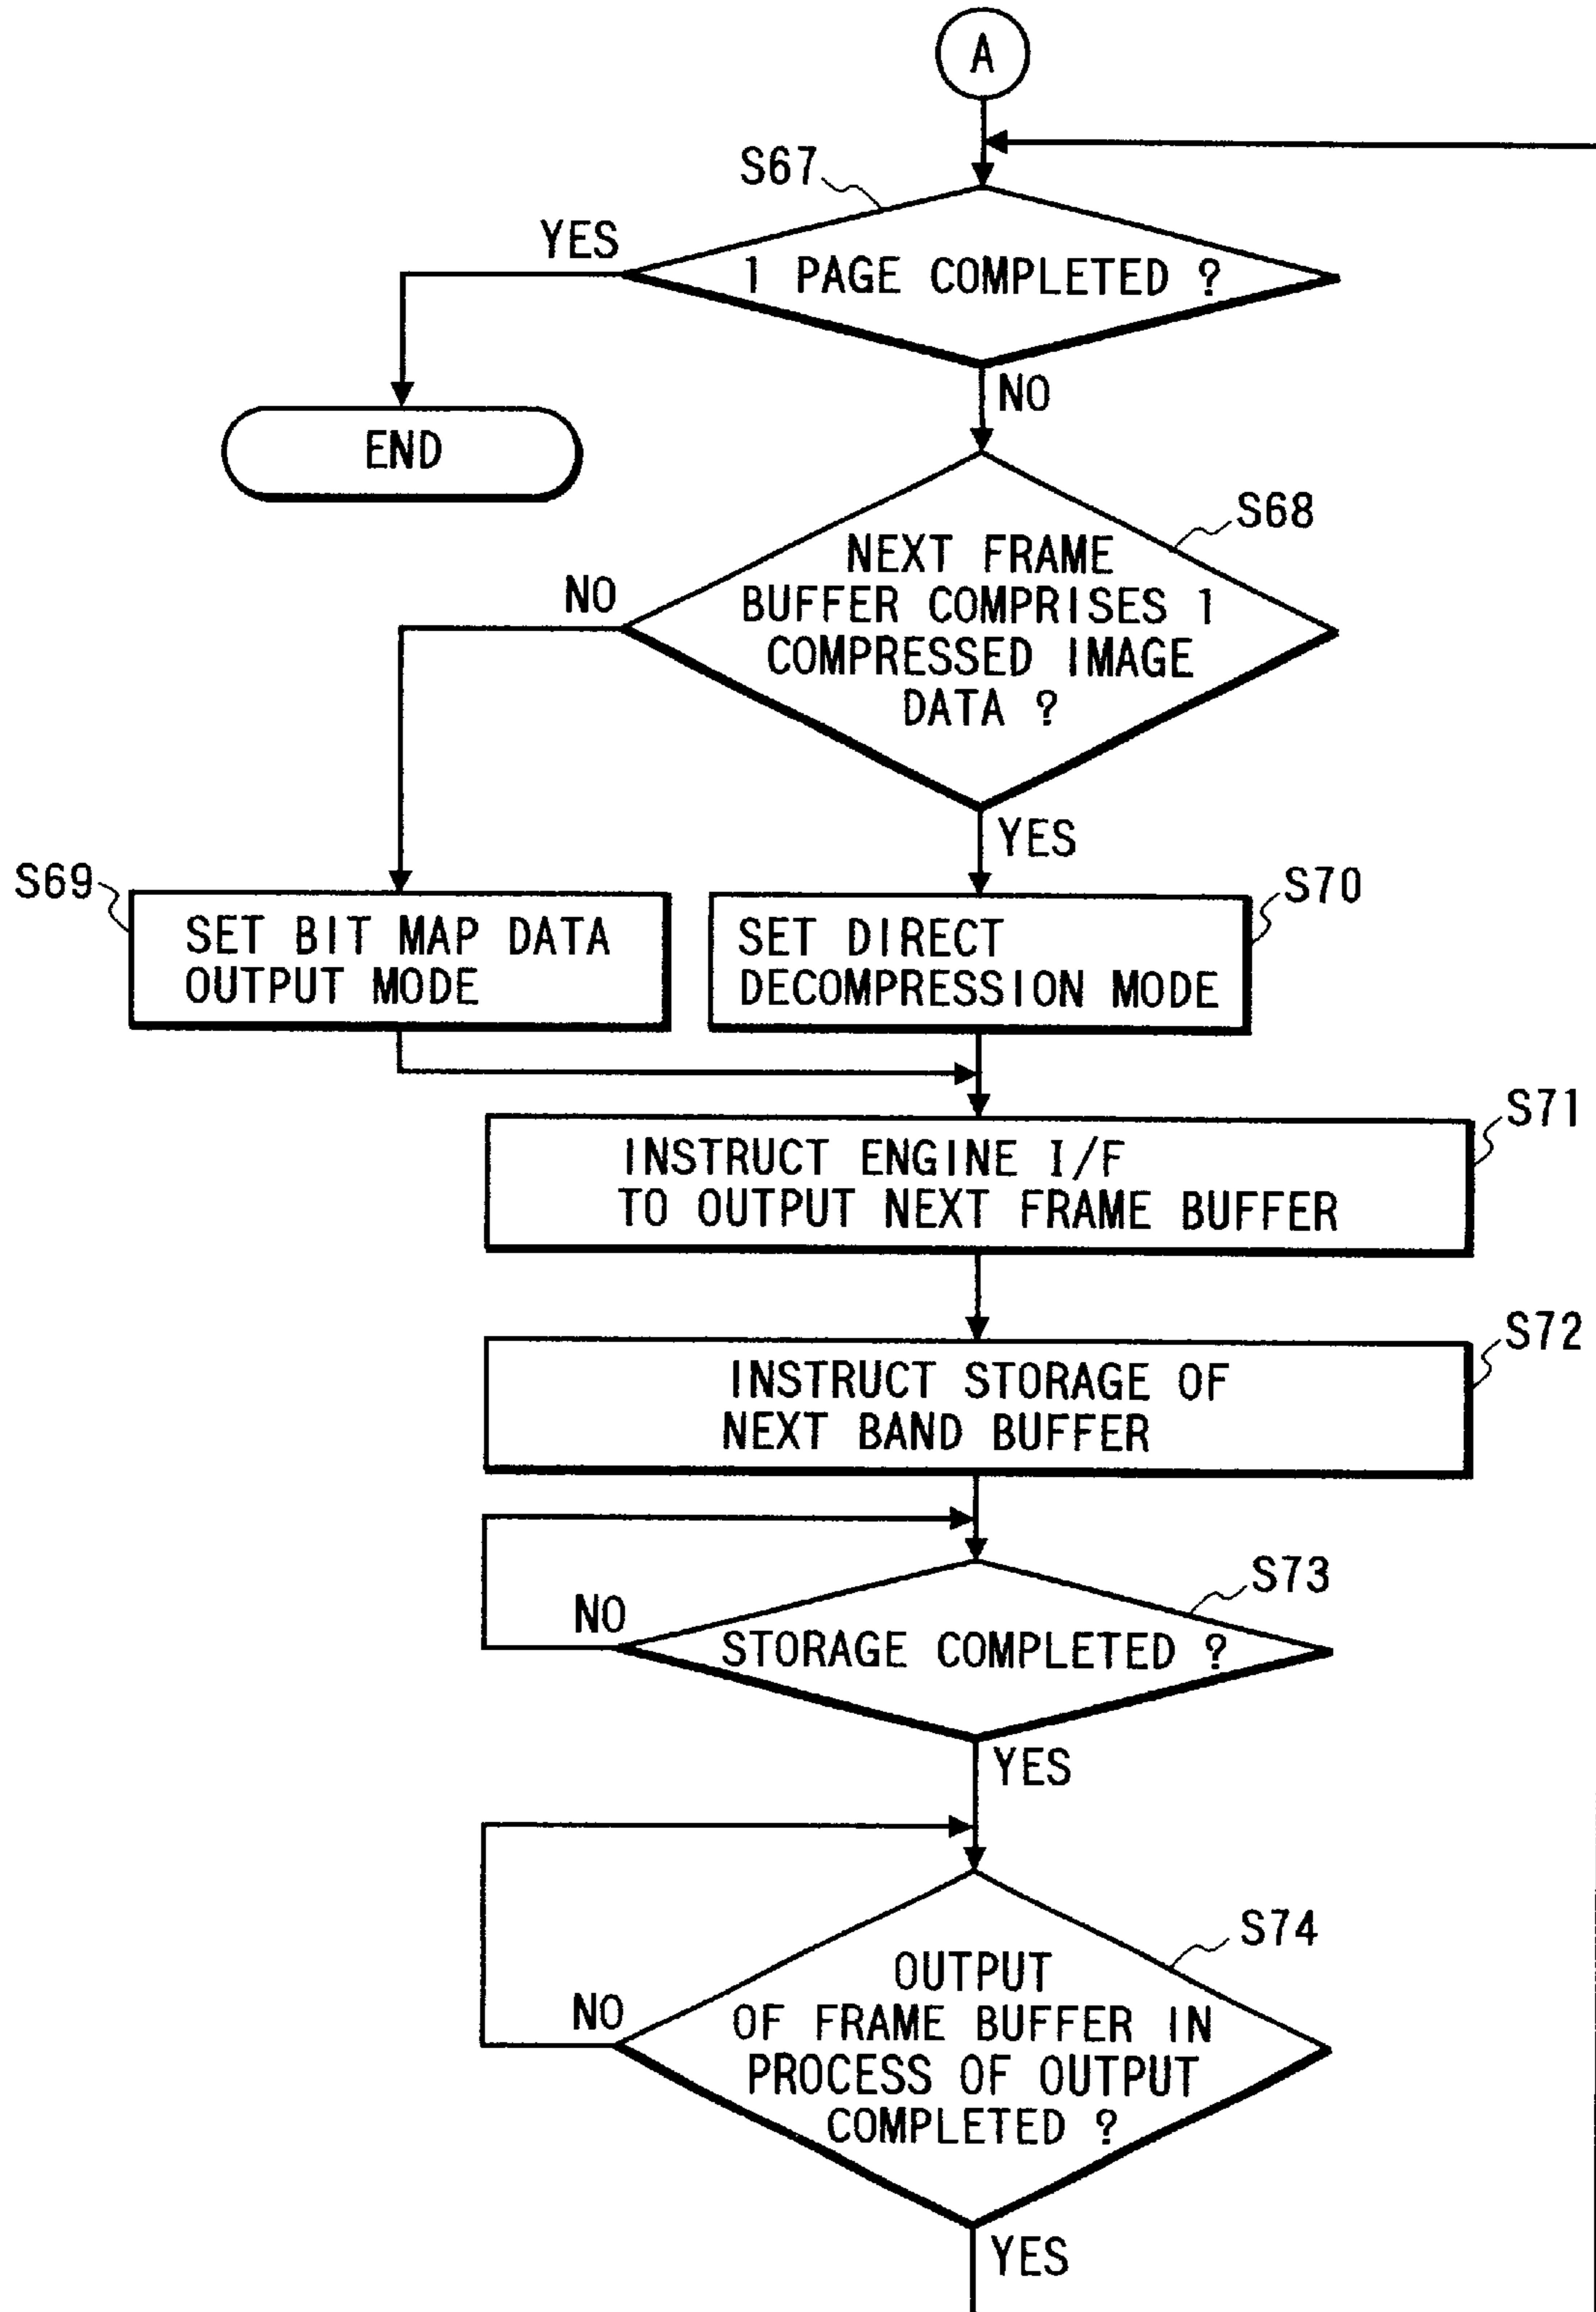 A
S67
YES
1 PAGE COMPLETED ?
NO
END
S68
NEXT FRAME
BUFFER COMPRISES 1
COMPRESSED IMAGE
DATA ?
NO
YES
S69
SET BIT MAP DATA
OUTPUT MODE
S70
SET DIRECT
DECOMPRESSION MODE
S71
INSTRUCT ENGINE I/F
TO OUTPUT NEXT FRAME BUFFER
S72
INSTRUCT STORAGE OF
NEXT BAND BUFFER
S73
NO
STORAGE COMPLETED ?
YES
S74
NO
OUTPUT
OF FRAME BUFFER IN
PROCESS OF OUTPUT
COMPLETED ?
YES